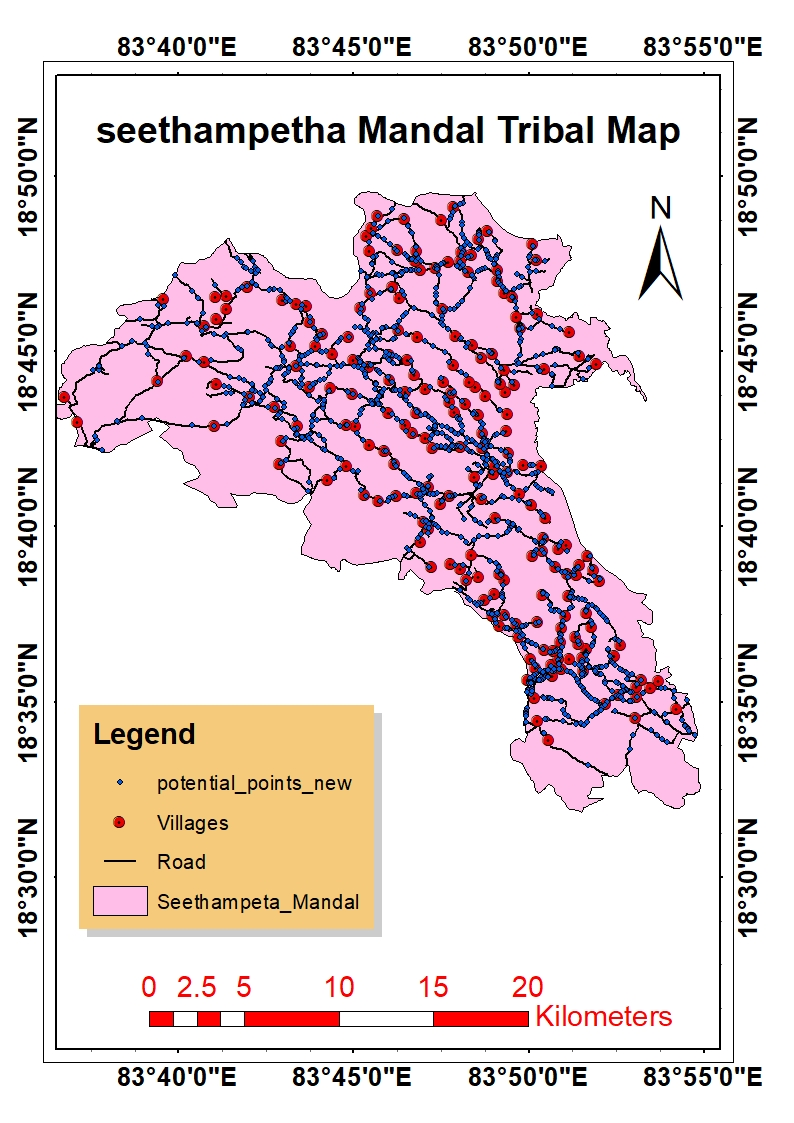 83°40'0"E 83°45'0"E 83°50'0"E 83°55'0"E
seethampetha Mandal Tribal Map
N
18°50'0"N 18°50'0"N
18°45'0"N 18°45'0"N
18°40'0"N 18°40'0"N
18°35'0"N 18°35'0"N
18°30'0"N 18°30'0"N
Legend
potential_points_new
Villages
Road
Seethampeta_Mandal
0 2.5 5 10 15 20
Kilometers
83°40'0"E 83°45'0"E 83°50'0"E 83°55'0"E